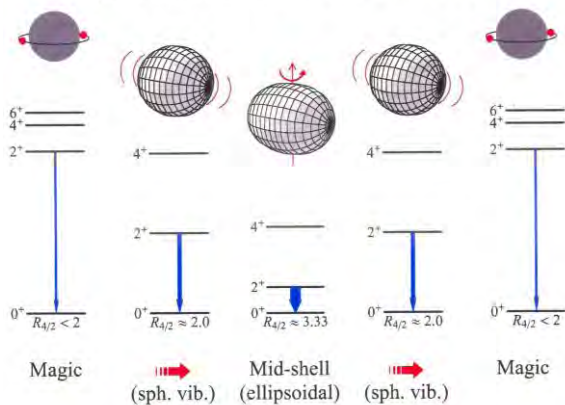 6⁺
4⁺
2⁺
0⁺
R₄/₂ < 2
4⁺
2⁺
0⁺
R₄/₂ ≈ 2.0
4⁺
2⁺
0⁺
R₄/₂ ≈ 3.33
4⁺
2⁺
0⁺
R₄/₂ ≈ 2.0
6⁺
4⁺
2⁺
0⁺
R₄/₂ < 2
Magic
(sph. vib.)
Mid-shell
(ellipsoidal)
(sph. vib.)
Magic